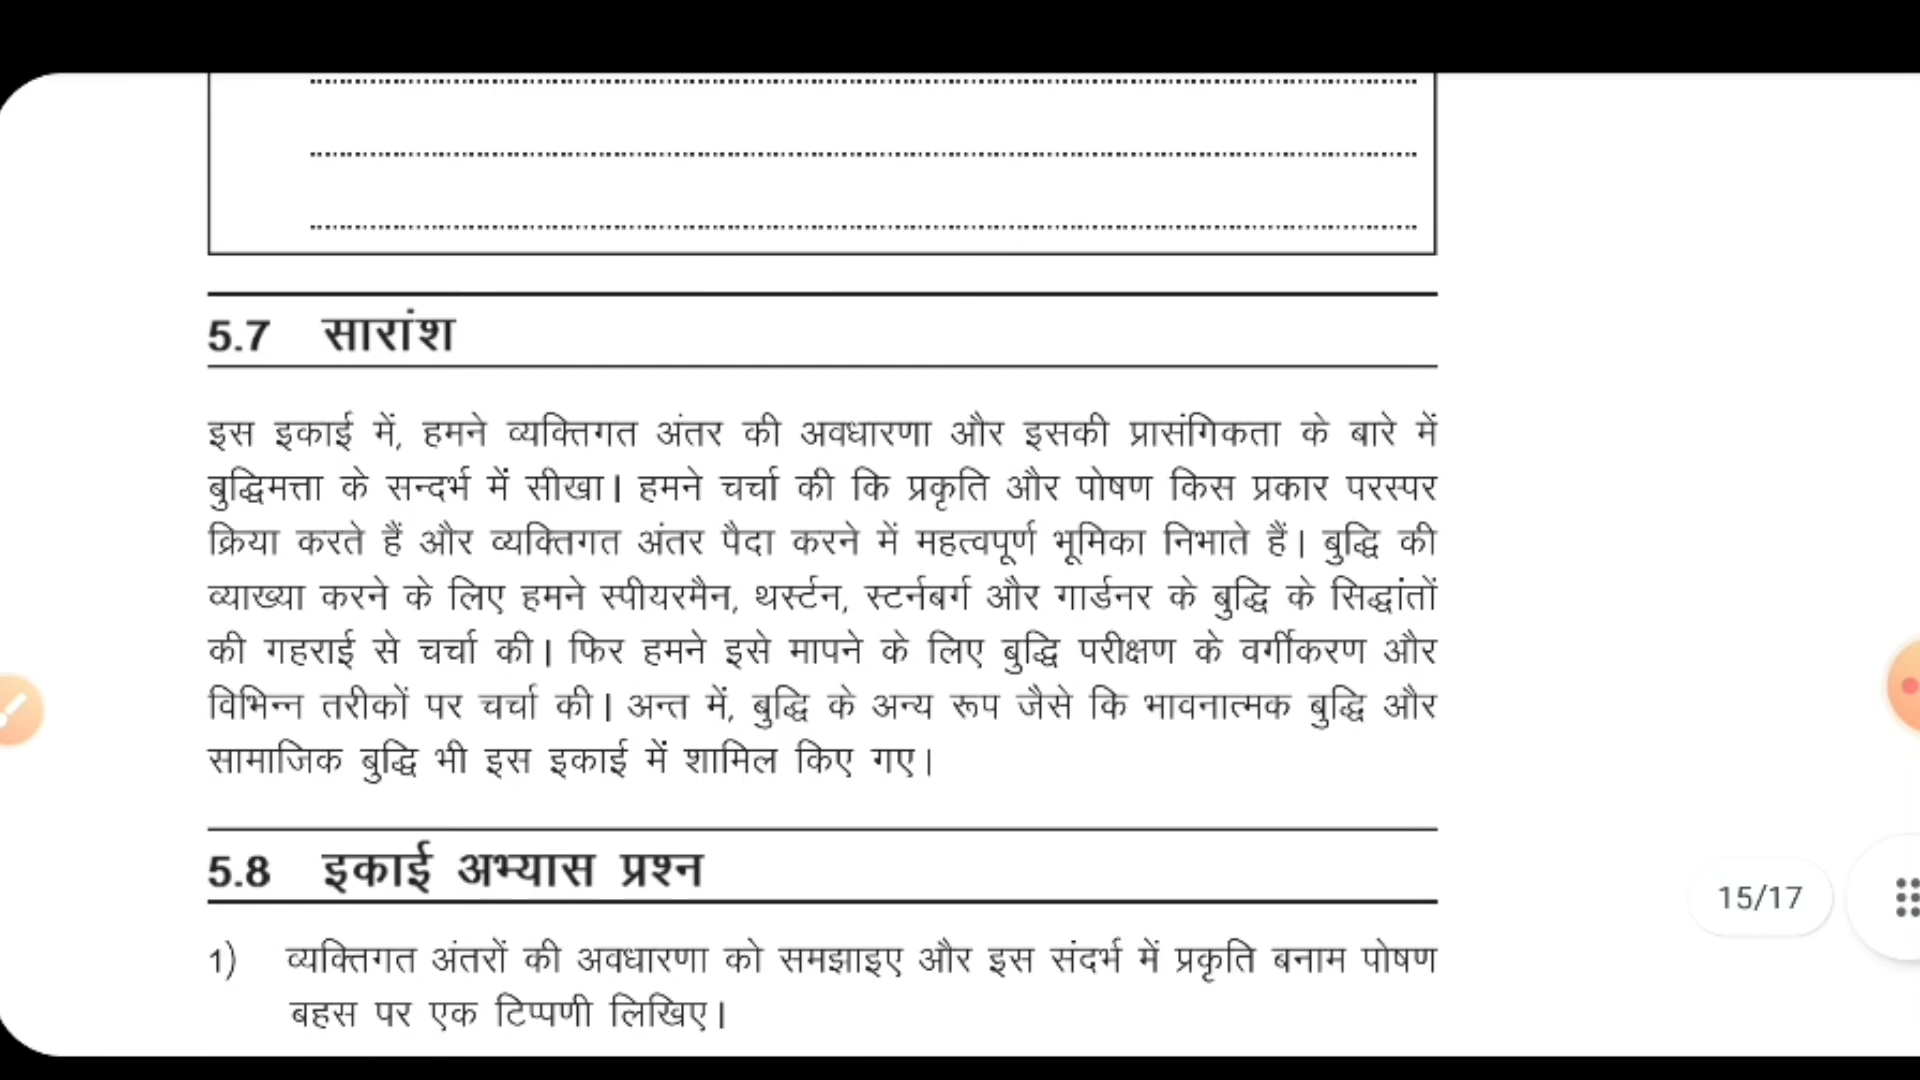 5.7 सारांश
इस इकाई में, हमने व्यक्तिगत अंतर की अवधारणा और इसकी प्रासंगिकता के बारे में
बुद्धिमत्ता के सन्दर्भ में सीखा। हमने चर्चा की कि प्रकृति और पोषण किस प्रकार परस्पर
क्रिया करते हैं और व्यक्तिगत अंतर पैदा करने में महत्वपूर्ण भूमिका निभाते हैं। बुद्धि की
व्याख्या करने के लिए हमने स्पीयरमैन, थर्स्टन, स्टर्नबर्ग और गार्डनर के बुद्धि के सिद्धांतों
की गहराई से चर्चा की। फिर हमने इसे मापने के लिए बुद्धि परीक्षण के वर्गीकरण और
विभिन्न तरीकों पर चर्चा की। अन्त में, बुद्धि के अन्य रूप जैसे कि भावनात्मक बुद्धि और
सामाजिक बुद्धि भी इस इकाई में शामिल किए गए।
5.8 इकाई अभ्यास प्रश्न
15/17
1) व्यक्तिगत अंतरों की अवधारणा को समझाइए और इस संदर्भ में प्रकृति बनाम पोषण
बहस पर एक टिप्पणी लिखिए।